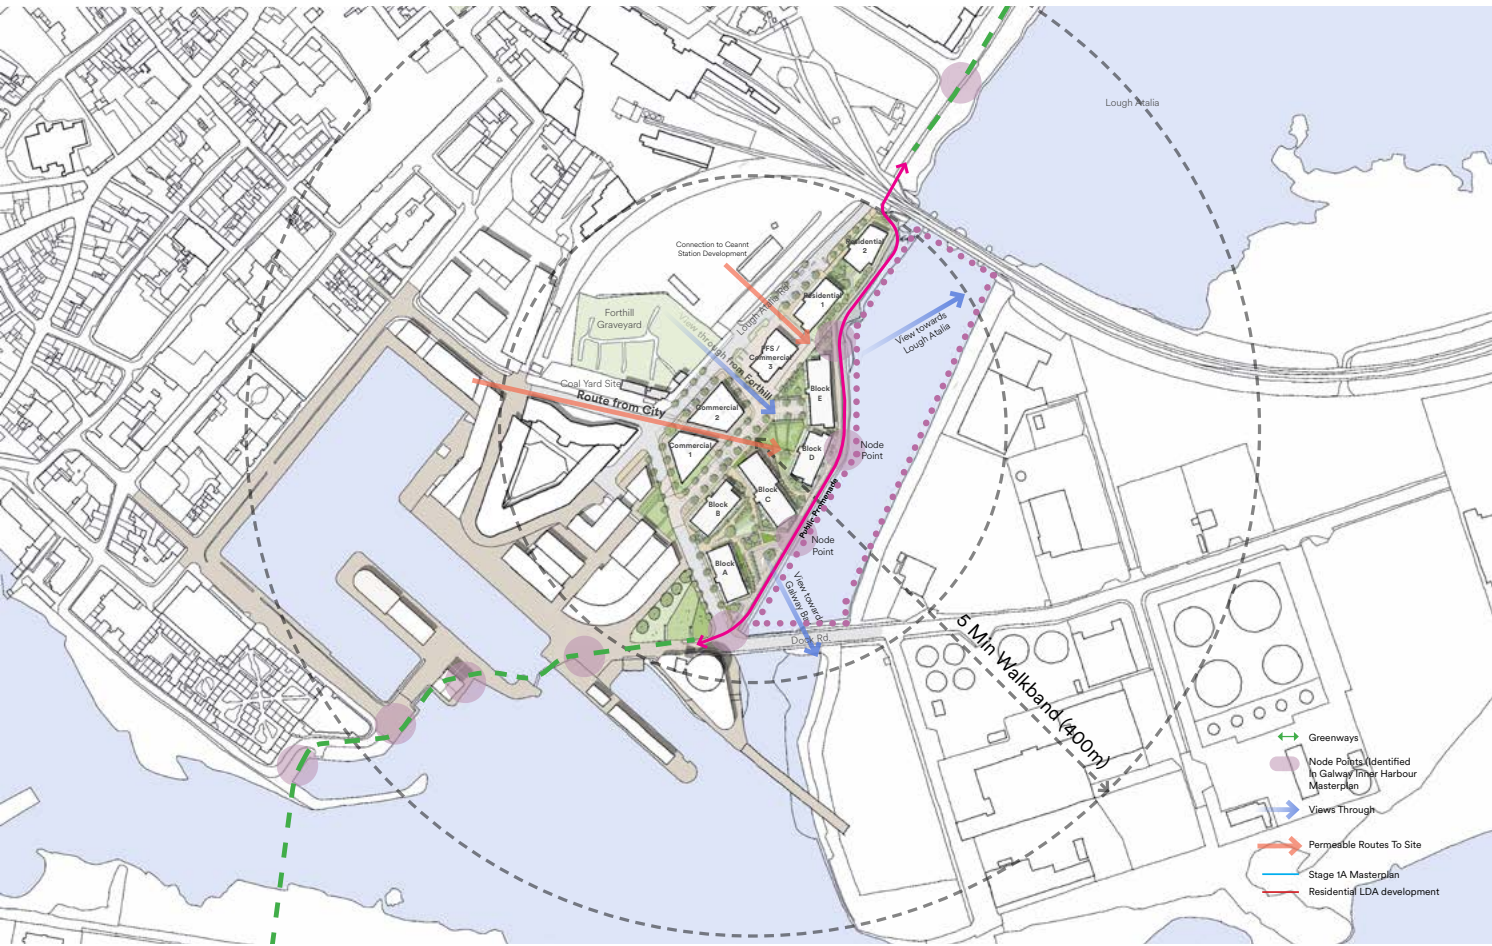 Lough Atalia
Connection to Ceannt
Station Development
Residential
2
Residential
1
Lough Atalia Rd
Forthill
Graveyard
View through from Forthill
PFS /
Commercial
3
View towards
Lough Atalia
Coal Yard Site
Route from City
Commercial
2
Block
E
Commercial
1
Block
D
Node
Point
Block
C
Block
B
Public Promenade
Node
Point
Block
A
View towards
Galway Bay
Dock Rd.
5 Min Walkband (400m)
Greenways
Node Points (Identified
In Galway Inner Harbour
Masterplan
Views Through
Permeable Routes To Site
Stage 1A Masterplan
Residential LDA development